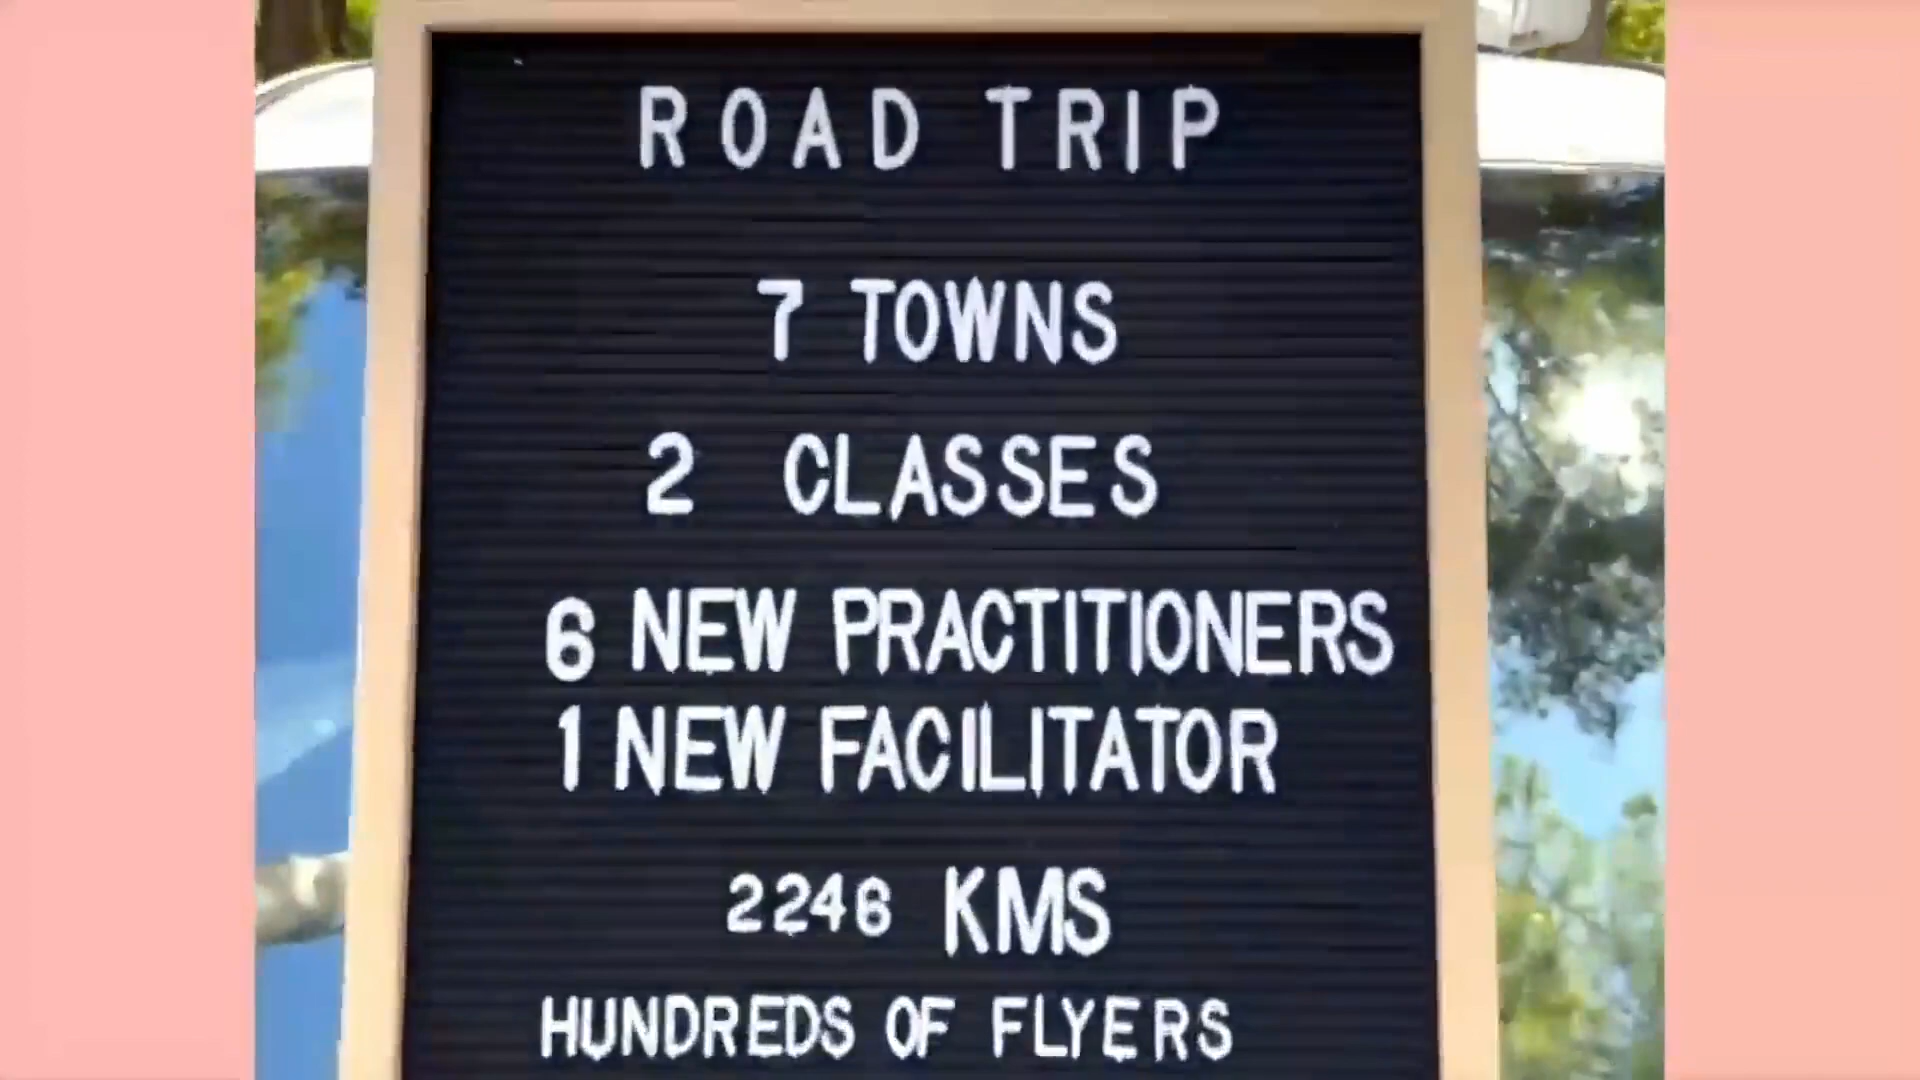 ROAD TRIP
7 TOWNS
2 CLASSES
6 NEW PRACTITIONERS
1 NEW FACILITATOR
2246 KMS
HUNDREDS OF FLYERS